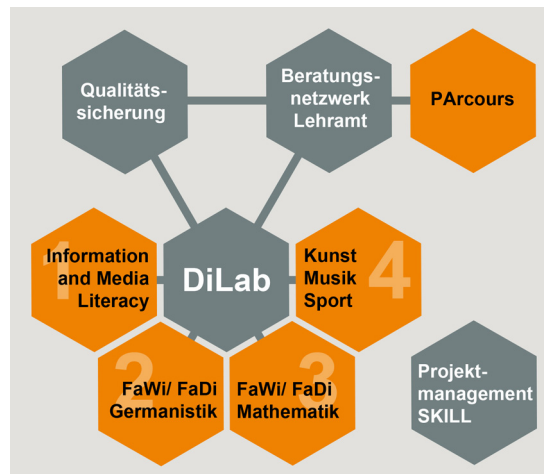 Qualitäts-
sicherung
Beratungs-
netzwerk
Lehramt
PArcours
DiLab
1
Information
and Media
Literacy
Kunst
Musik
Sport
4
2
FaWi/ FaDi
Germanistik
3
FaWi/ FaDi
Mathematik
Projekt-
management
SKILL